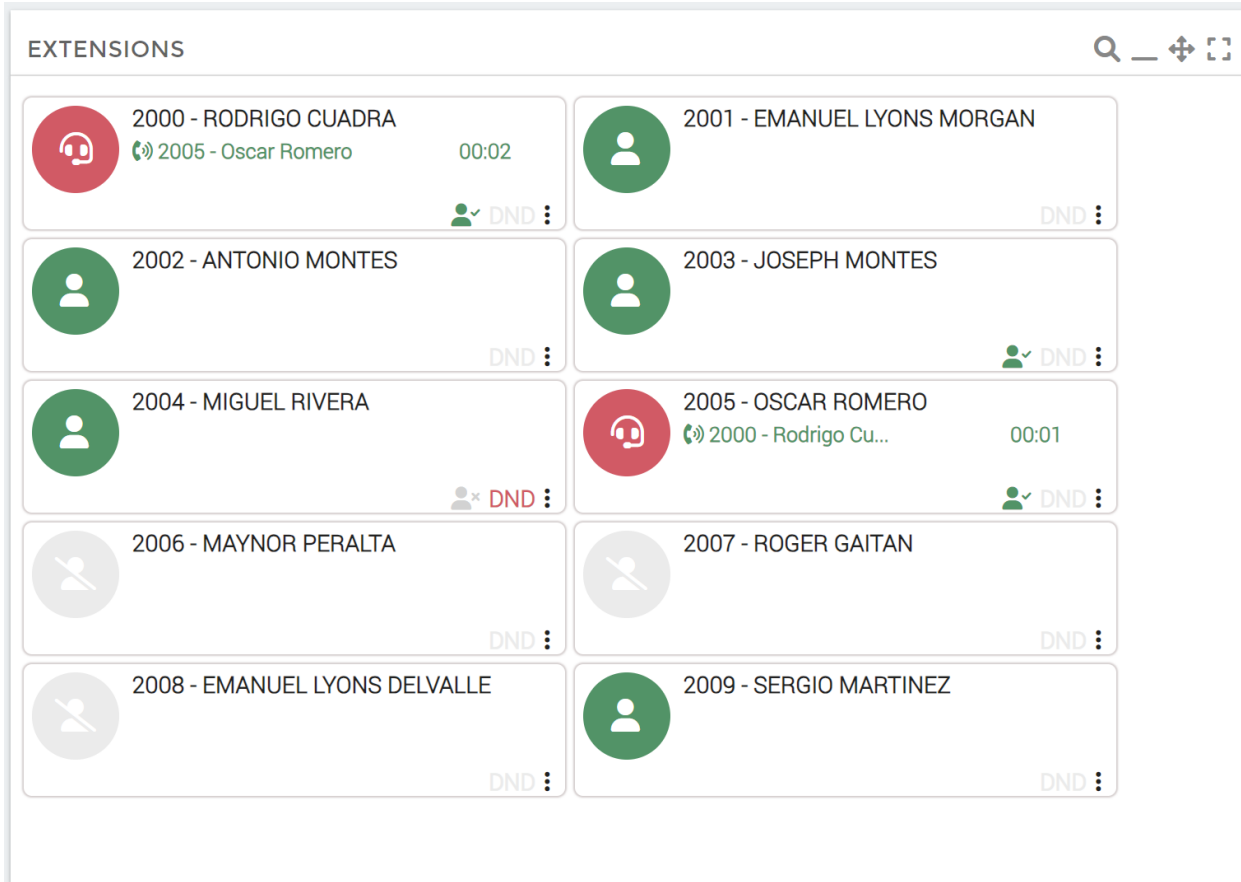 EXTENSIONS
2000 - RODRIGO CUADRA
2005 - Oscar Romero 00:02
DND
2001 - EMANUEL LYONS MORGAN
DND
2002 - ANTONIO MONTES
DND
2003 - JOSEPH MONTES
DND
2004 - MIGUEL RIVERA
DND
2005 - OSCAR ROMERO
2000 - Rodrigo Cu... 00:01
DND
2006 - MAYNOR PERALTA
DND
2007 - ROGER GAITAN
DND
2008 - EMANUEL LYONS DELVALLE
DND
2009 - SERGIO MARTINEZ
DND